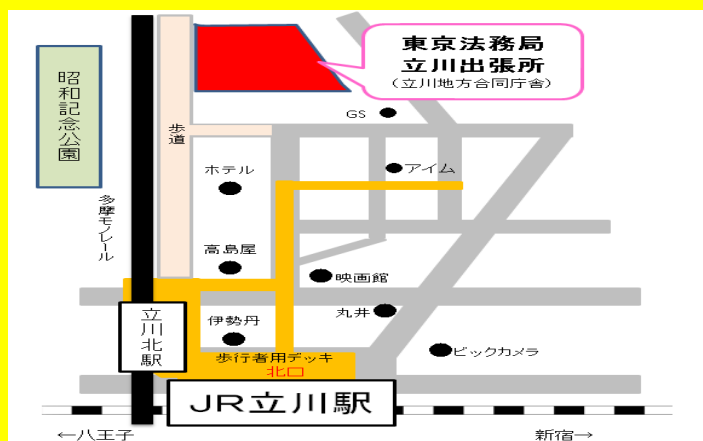 東京法務局
立川出張所
(立川地方合同庁舎)
昭和記念公園
歩道
GS
ホテル
アイム
多摩モノレール
高島屋
映画館
立川北駅
伊勢丹
丸井
歩行者用デッキ
北口
ビックカメラ
JR立川駅
←八王子
新宿→